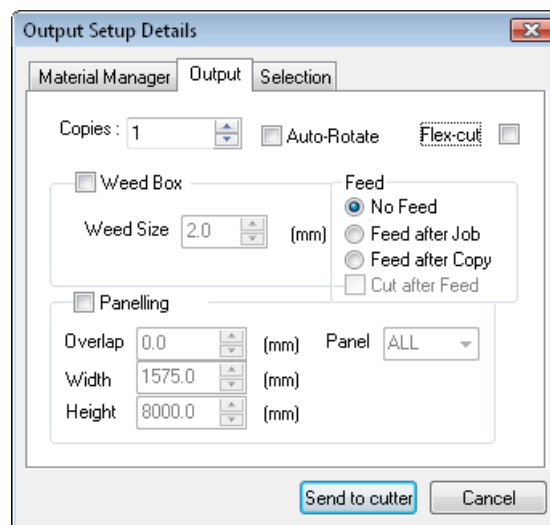 Output Setup Details
Material Manager Output Selection
Copies : 1 Auto-Rotate Flex-cut
Weed Box Feed
No Feed
Weed Size 2.0 (mm) Feed after Job
Feed after Copy
Cut after Feed
Panelling
Overlap 0.0 (mm) Panel ALL
Width 1575.0 (mm)
Height 8000.0 (mm)
Send to cutter Cancel